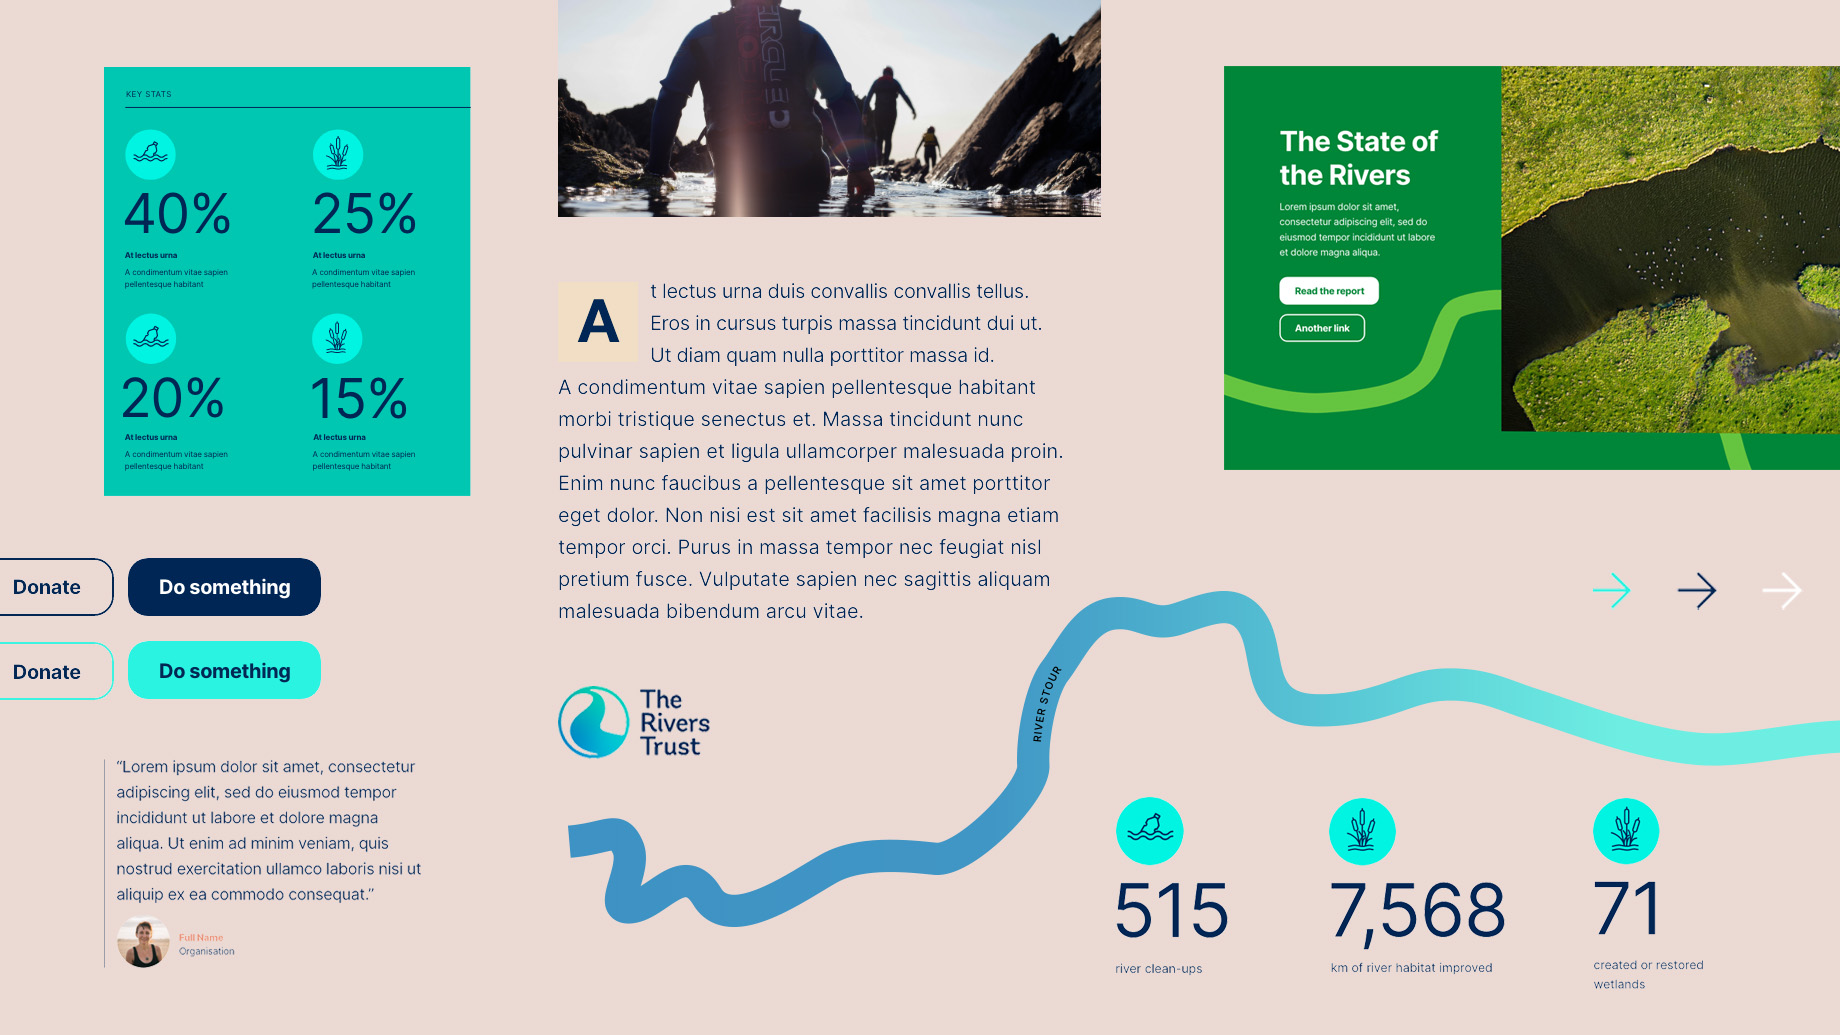 KEY STATS
40%
At lectus urna
A condimentum vitae sapien
pellentesque habitant
25%
A condimentum vitae sapien
pellentesque habitant
20%
At lectus urna
A condimentum vitae sapien
pellentesque habitant
15%
At lectus urna
A condimentum vitae sapien
pellentesque habitant
Donate
Do something
Donate
Do something
“Lorem ipsum dolor sit amet, consectetur
adipiscing elit, sed do eiusmod tempor
incididunt ut labore et dolore magna
aliqua. Ut enim ad minim veniam, quis
nostrud exercitation ullamco laboris nisi ut
aliquip ex ea commodo consequat.”
Full Name
Organisation
At lectus urna duis convallis convallis tellus.
Eros in cursus turpis massa tincidunt dui ut.
Ut diam quam nulla porttitor massa id.
A condimentum vitae sapien pellentesque habitant
morbi tristique senectus et. Massa tincidunt nunc
pulvinar sapien et ligula ullamcorper malesuada proin.
Enim nunc faucibus a pellentesque sit amet porttitor
eget dolor. Non nisi est sit amet facilisis magna etiam
tempor orci. Purus in massa tempor nec feugiat nisl
pretium fusce. Vulputate sapien nec sagittis aliquam
malesuada bibendum arcu vitae.
The
Rivers
Trust
RIVER STOUR
The State of
the Rivers
Lorem ipsum dolor sit amet,
consectetur adipiscing elit, sed do
eiusmod tempor incididunt ut labore
et dolore magna aliqua.
Read the report
Another link
515
river clean-ups
7,568
km of river habitat improved
71
created or restored
wetlands